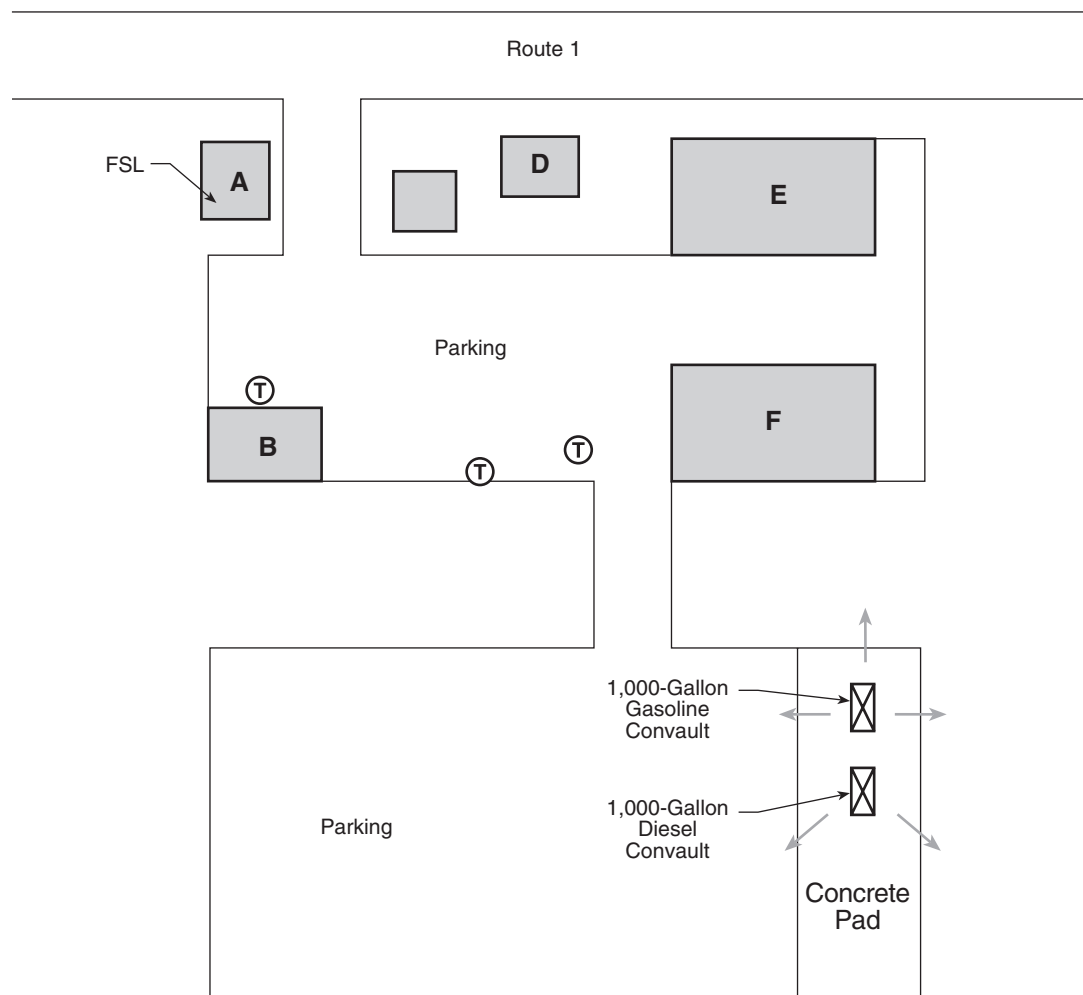 Route 1
FSL
A
D
E
Parking
T
B
T
T
F
1,000-Gallon
Gasoline
Convault
1,000-Gallon
Diesel
Convault
Parking
Concrete
Pad